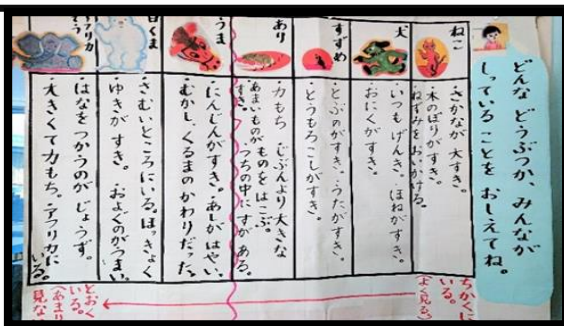 どんな どうぶつか、みんなが
しっていることを おしえてね。
ねこ
・さかなが 大すき。
・木のぼりがすき。
ねずみをおいかける。
犬
・いつも げんき。・ほねがすき。
・おにくがすき。
すずめ
・とぶのがすき。・うたがすき。
・とうもろこしがすき。
あり
・力もち。じぶんより大きな
ものを はこぶ。
・あまいものが
すき。
・つちの中に すが ある。
うま
・にんじんがすき。・あしが はやい。
・むかし、くるまの かわりだった。
白くま
・さむいところにいる。ほっきょく
・ゆきが すき。・およぐのがうまい。
アフリカ
ぞう
・はなをつかうのが じょうず。
・大きくて力もち。・アフリカに
いる。
ちかくに
いる。
(よく見る)
とおく
いる。
(あまり
見ない